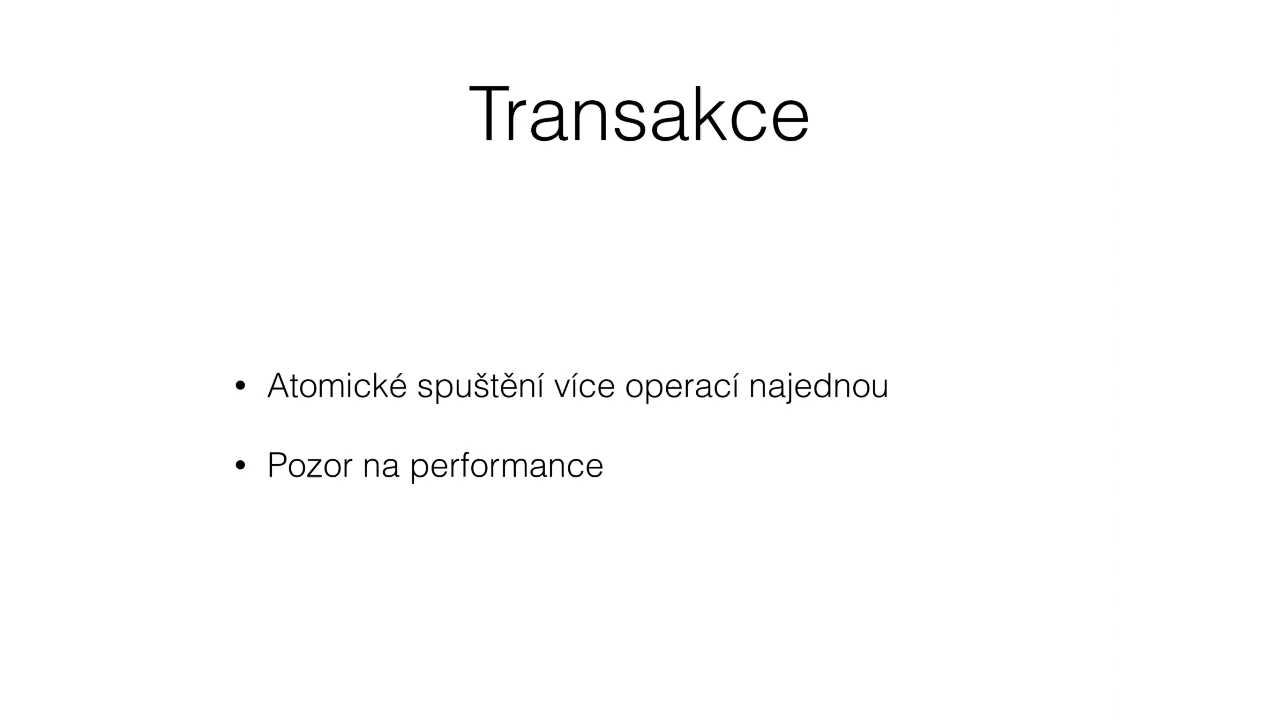 Transakce
• Atomické spuštění více operací najednou
• Pozor na performance